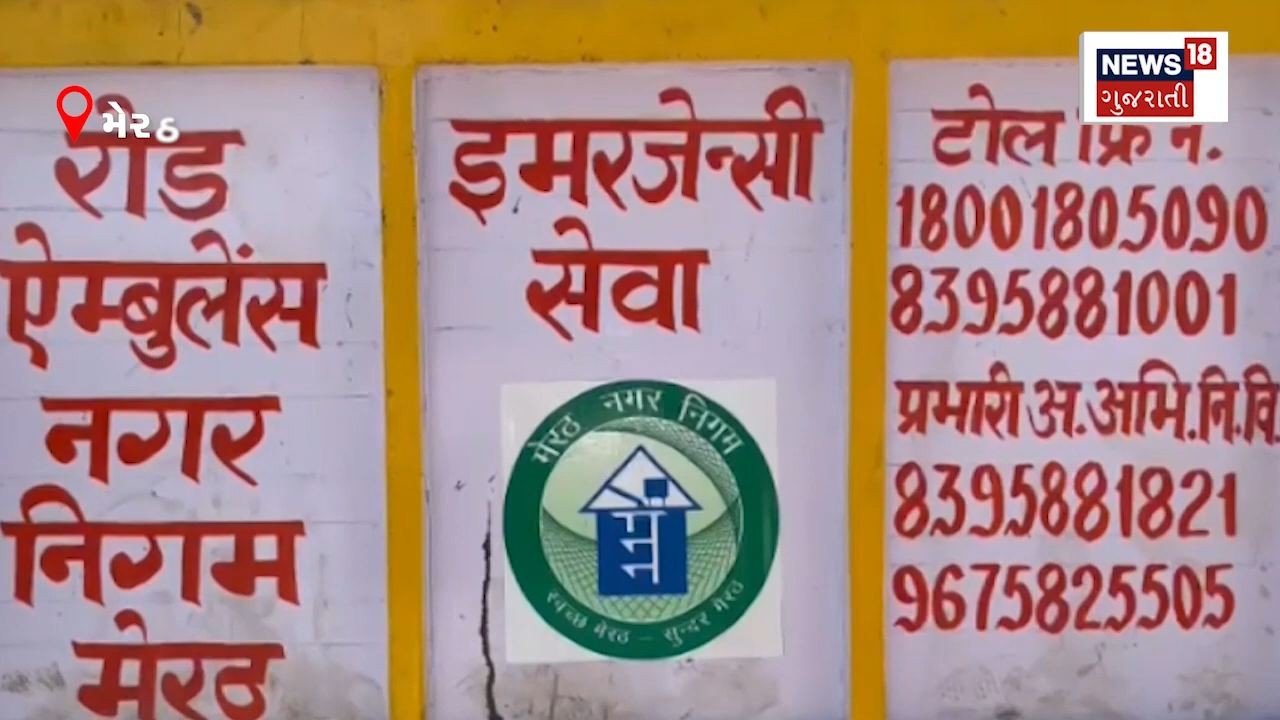 મેરઠ
NEWS 18
ગુજરાતી
रोड
ऐम्बुलेंस
नगर
निगम
मेरठ
इमरजेन्सी
सेवा
मेरठ नगर निगम
स्वच्छ मेरठ - सुन्दर मेरठ
टोल फ्रि न.
18001805090
8395881001
प्रभारी अ.अभि.नि.वि.
8395881821
9675825505